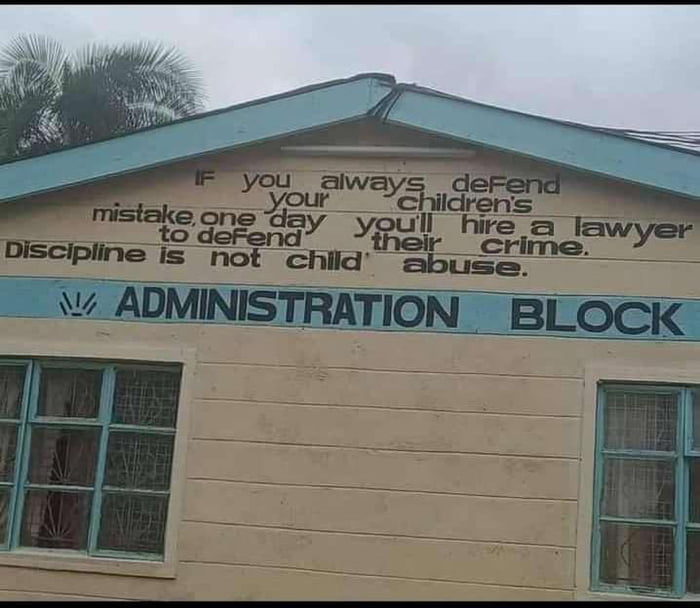 IF you always defend
your children's
mistake, one day you'll hire a lawyer
to defend their crime.
Discipline is not child' abuse.
ADMINISTRATION BLOCK